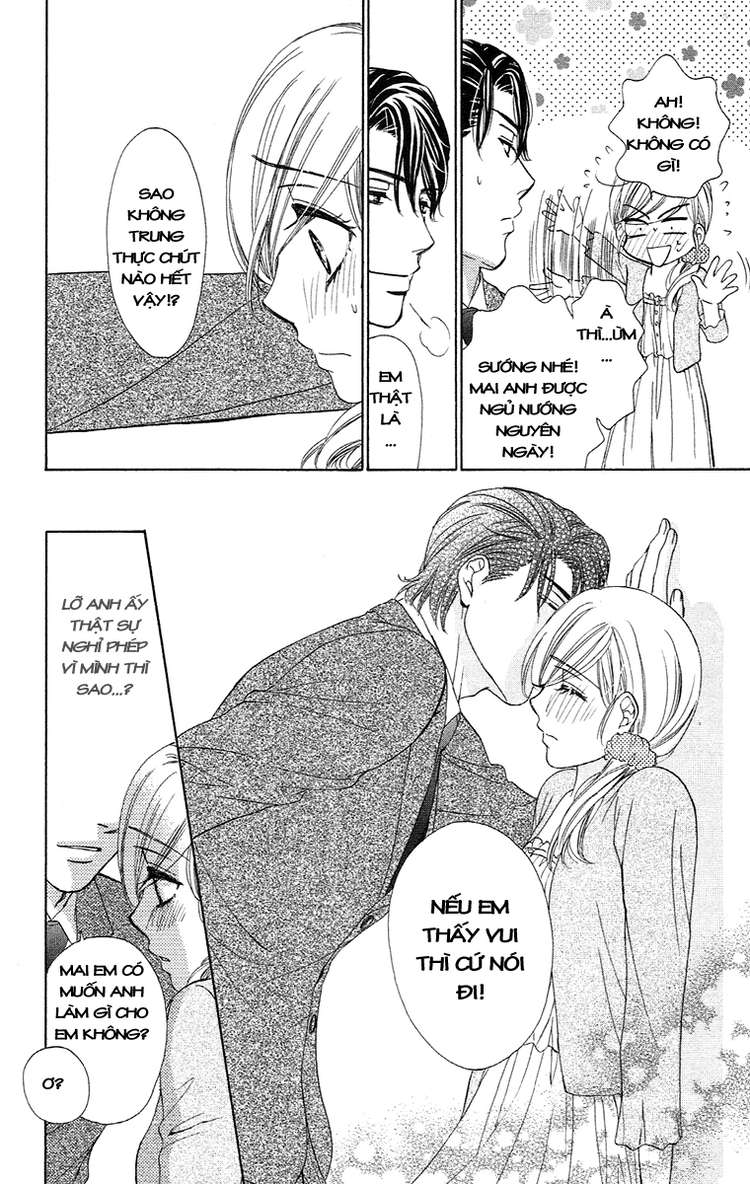 AH!
KHÔNG!
KHÔNG CÓ
GÌ!
À
THÌ...ỪM
...
SƯỚNG NHÉ!
MAI ANH ĐƯỢC
NGỦ NƯỚNG
NGUYÊN
NGÀY!
EM
THẬT
LÀ
...
SAO
KHÔNG
TRUNG
THỰC CHÚT
NÀO HẾT
VẬY!?
NẾU EM
THẤY VUI
THÌ CỨ NÓI
ĐI!
LỠ ANH ẤY
THẬT SỰ
NGHỈ PHÉP
VÌ MÌNH THÌ
SAO...?
MAI EM CÓ
MUỐN ANH
LÀM GÌ CHO
EM KHÔNG?
Ơ?